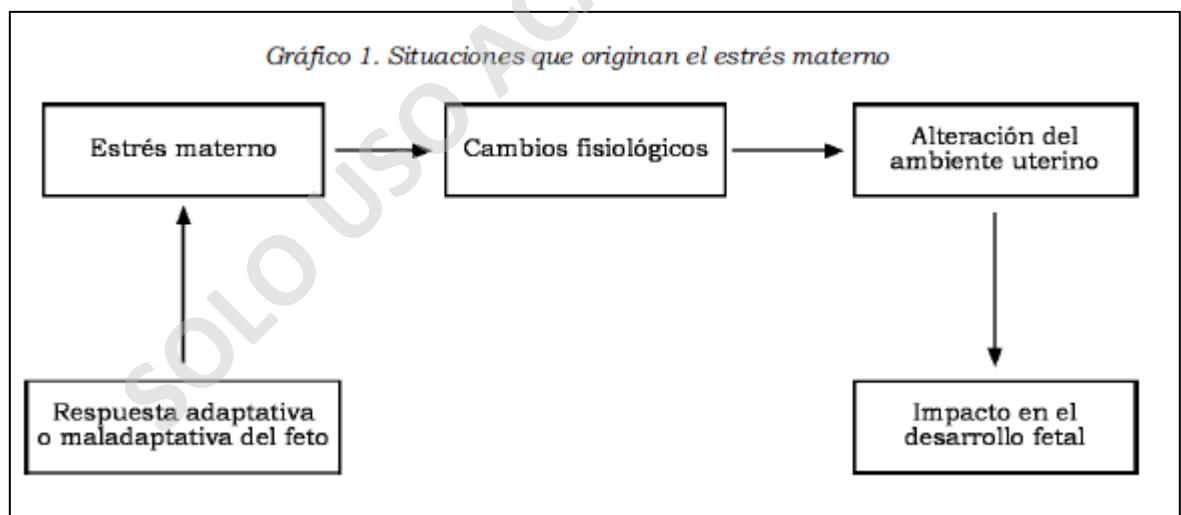 Gráfico 1. Situaciones que originan el estrés materno
Estrés materno
Cambios fisiológicos
Alteración del
ambiente uterino
Respuesta adaptativa
o maladaptativa del feto
Impacto en el
desarrollo fetal
SOLO USO ACA